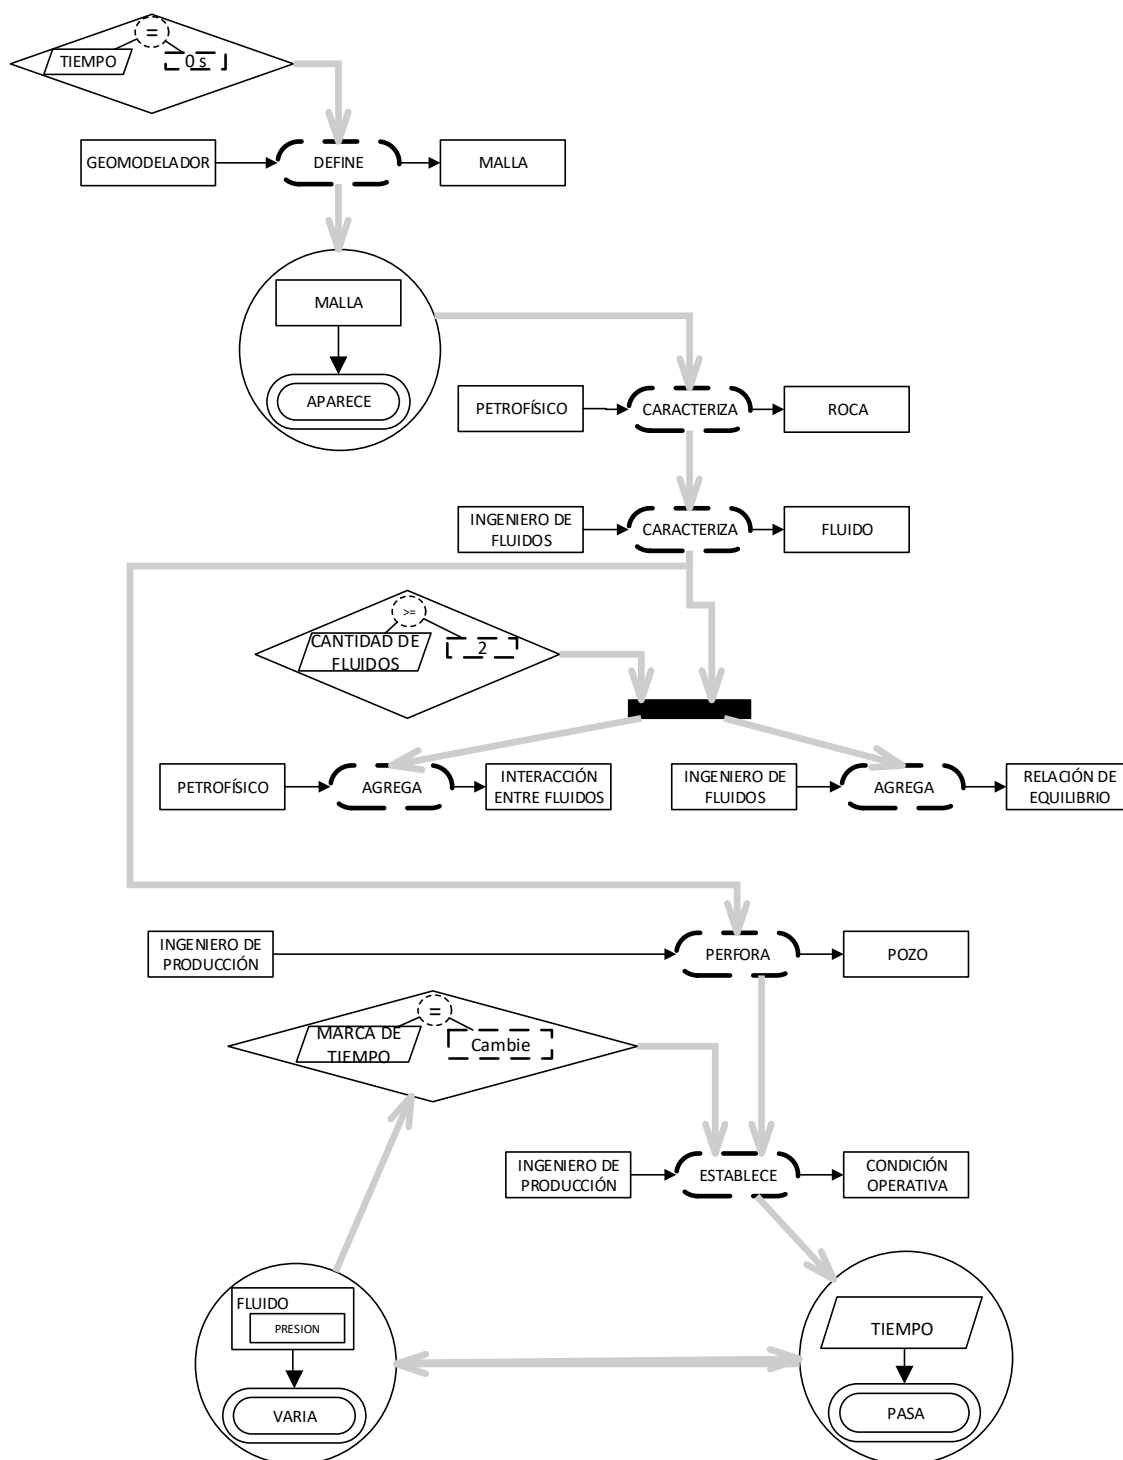 =
TIEMPO
0 s
GEOMODELADOR
DEFINE
MALLA
MALLA
APARECE
PETROFÍSICO
CARACTERIZA
ROCA
INGENIERO DE
FLUIDOS
CARACTERIZA
FLUIDO
>=
CANTIDAD DE
FLUIDOS
2
PETROFÍSICO
AGREGA
INTERACCIÓN
ENTRE FLUIDOS
INGENIERO DE
FLUIDOS
AGREGA
RELACIÓN DE
EQUILIBRIO
INGENIERO DE
PRODUCCIÓN
PERFORA
POZO
=
MARCA DE
TIEMPO
Cambie
INGENIERO DE
PRODUCCIÓN
ESTABLECE
CONDICIÓN
OPERATIVA
FLUIDO
PRESION
VARIA
TIEMPO
PASA